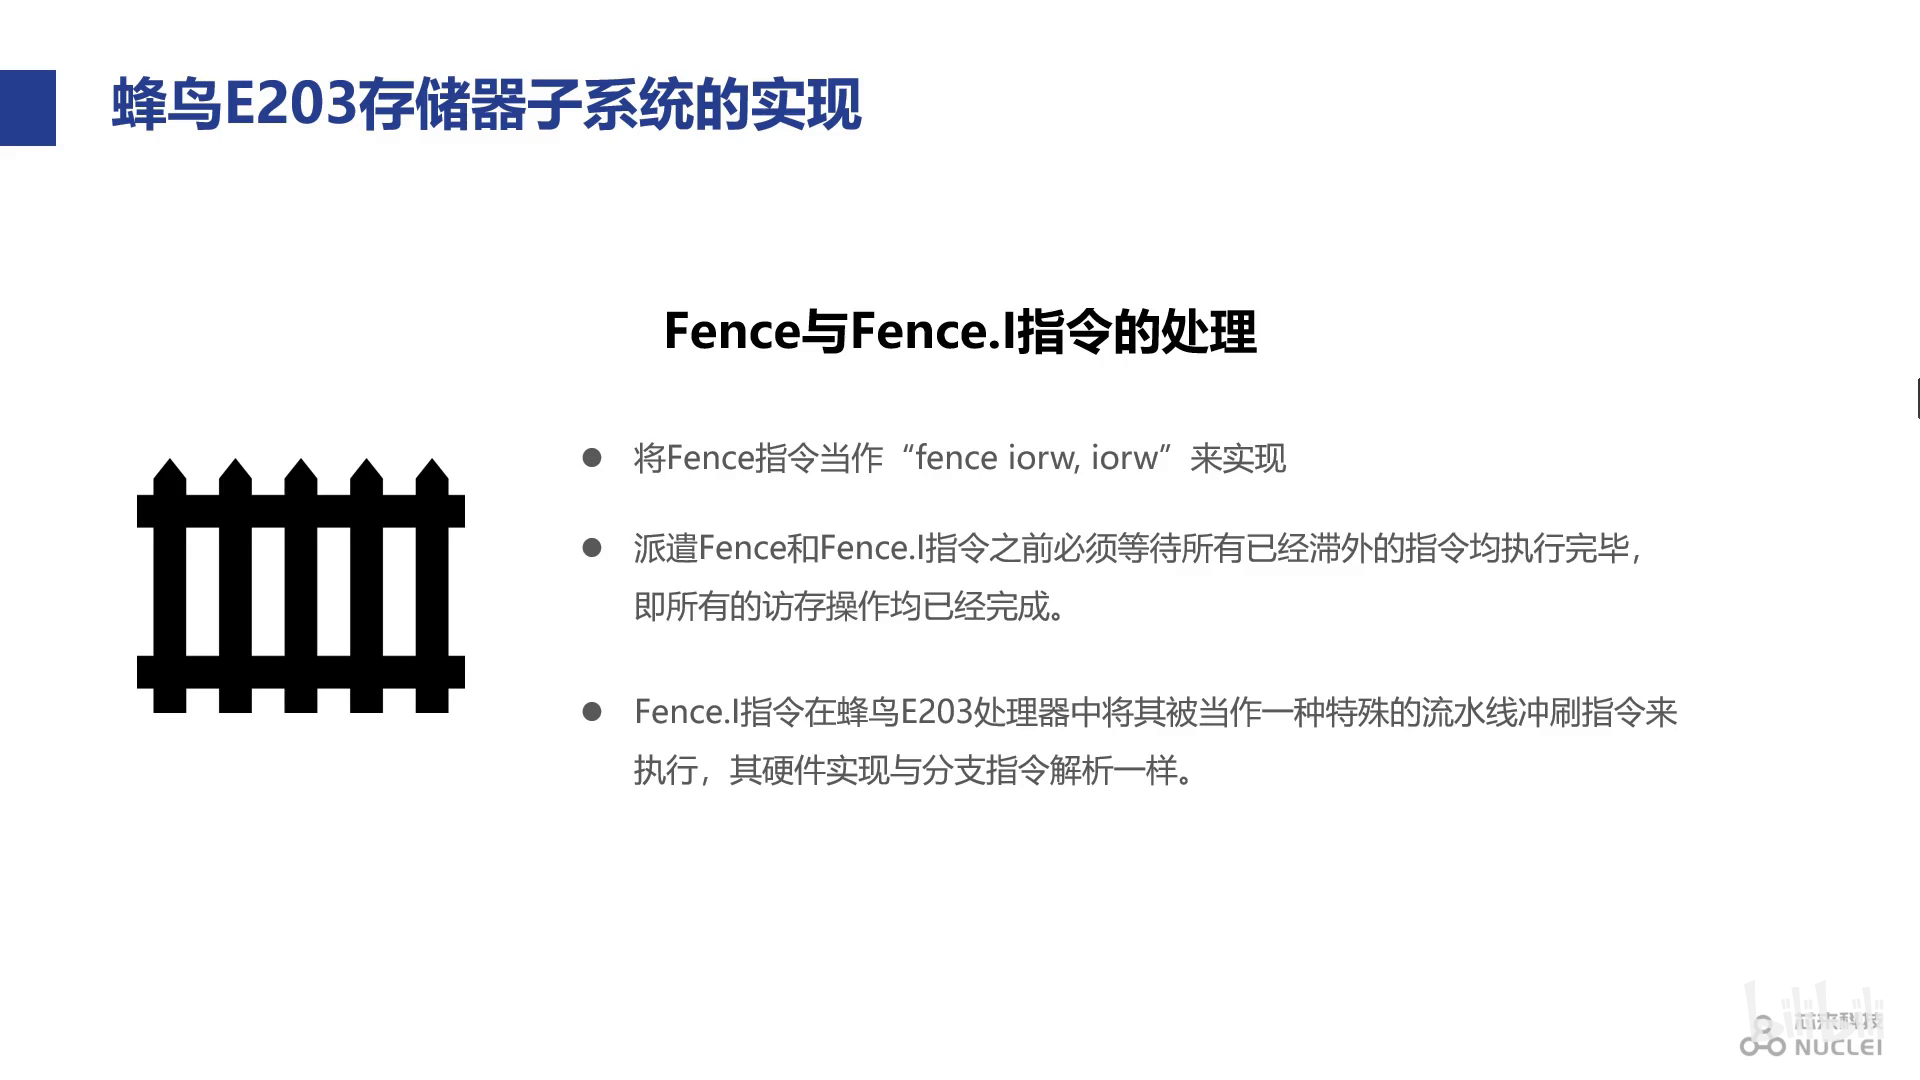 蜂鸟E203存储器子系统的实现
Fence与Fence.I指令的处理
● 将Fence指令当作“fence iorw, iorw”来实现
● 派遣Fence和Fence.I指令之前必须等待所有已经滞外的指令均执行完毕，
即所有的访存操作均已经完成。
● Fence.I指令在蜂鸟E203处理器中将其被当作一种特殊的流水线冲刷指令来
执行，其硬件实现与分支指令解析一样。
bilibili
芯来科技
NUCLEI